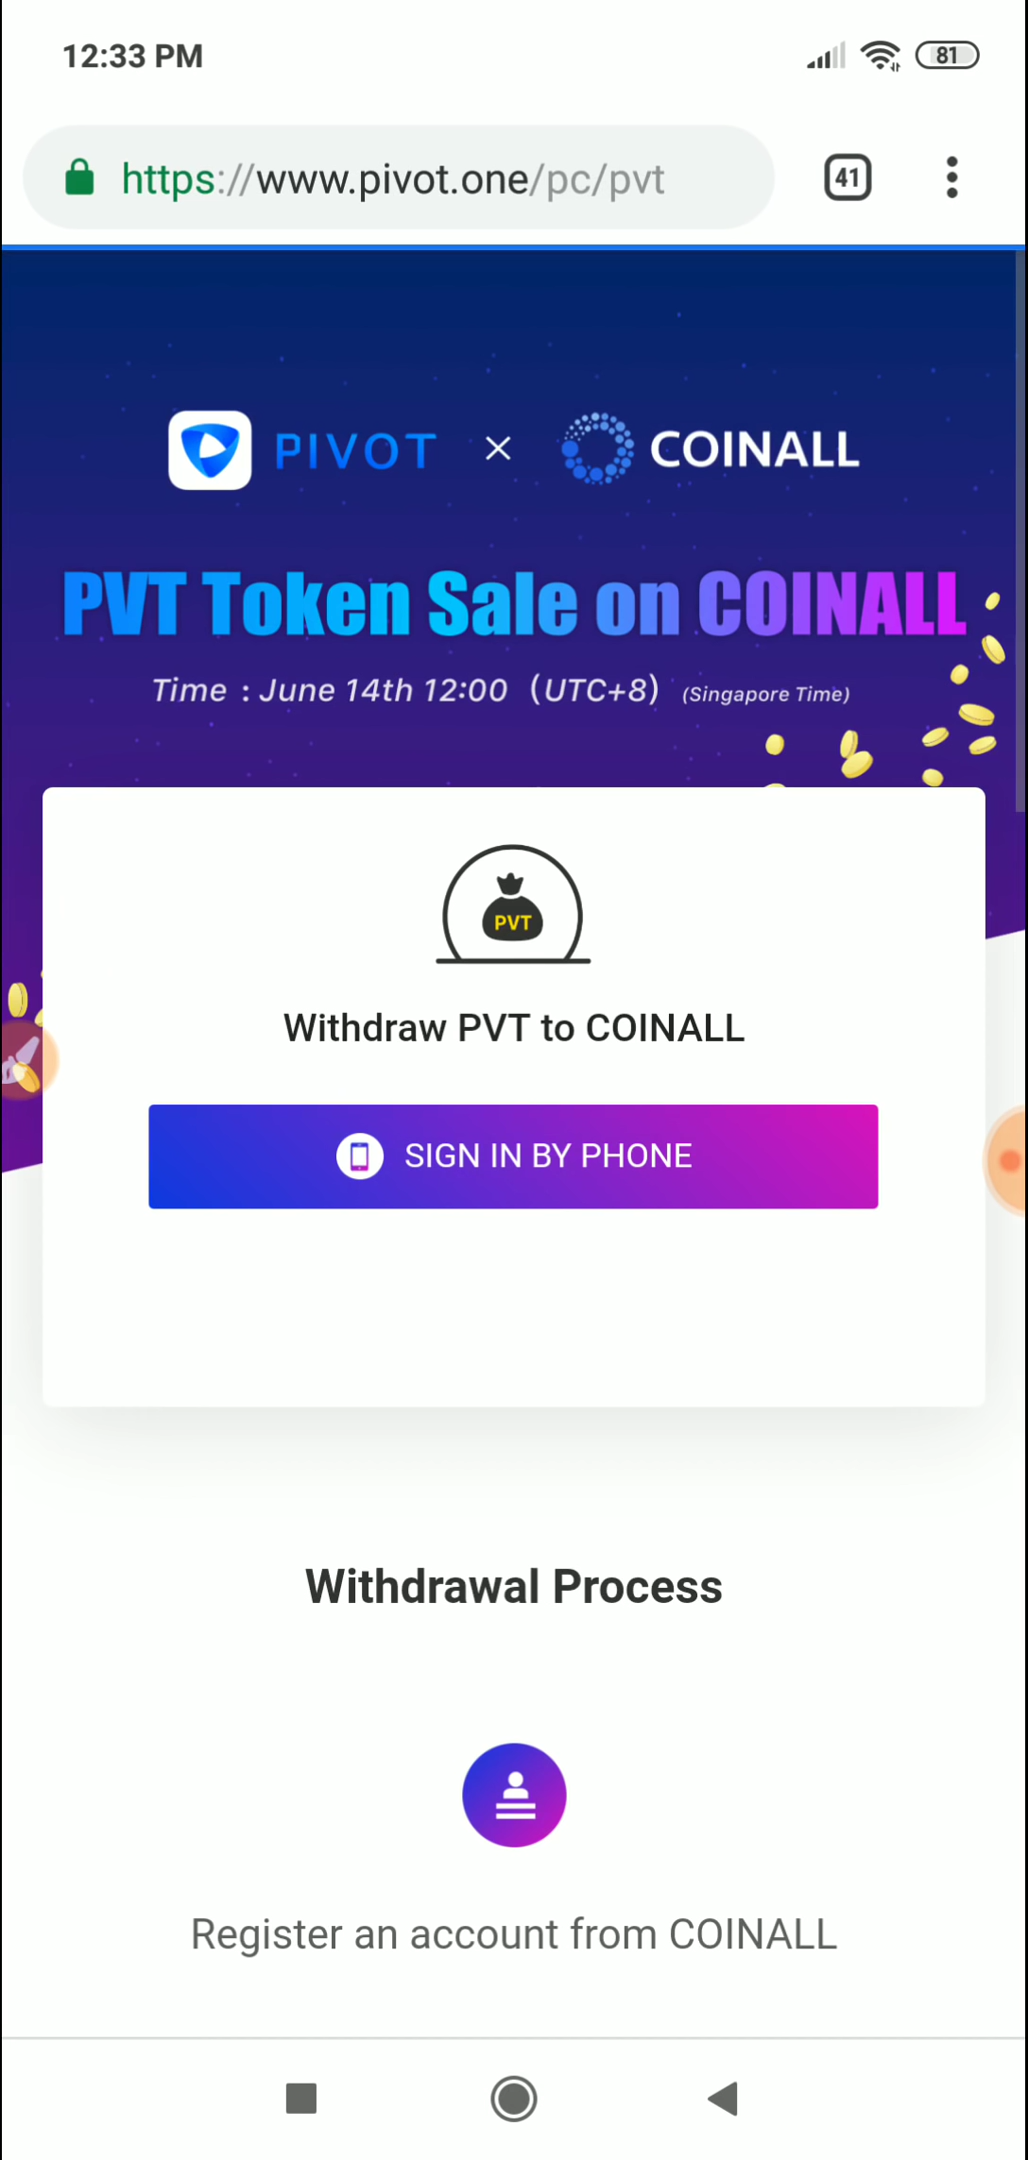 12:33 PM
81
https://www.pivot.one/pc/pvt
41
PIVOT × COINALL
PVT Token Sale on COINALL
Time : June 14th 12:00 (UTC+8) (Singapore Time)
PVT
Withdraw PVT to COINALL
SIGN IN BY PHONE
Withdrawal Process
Register an account from COINALL